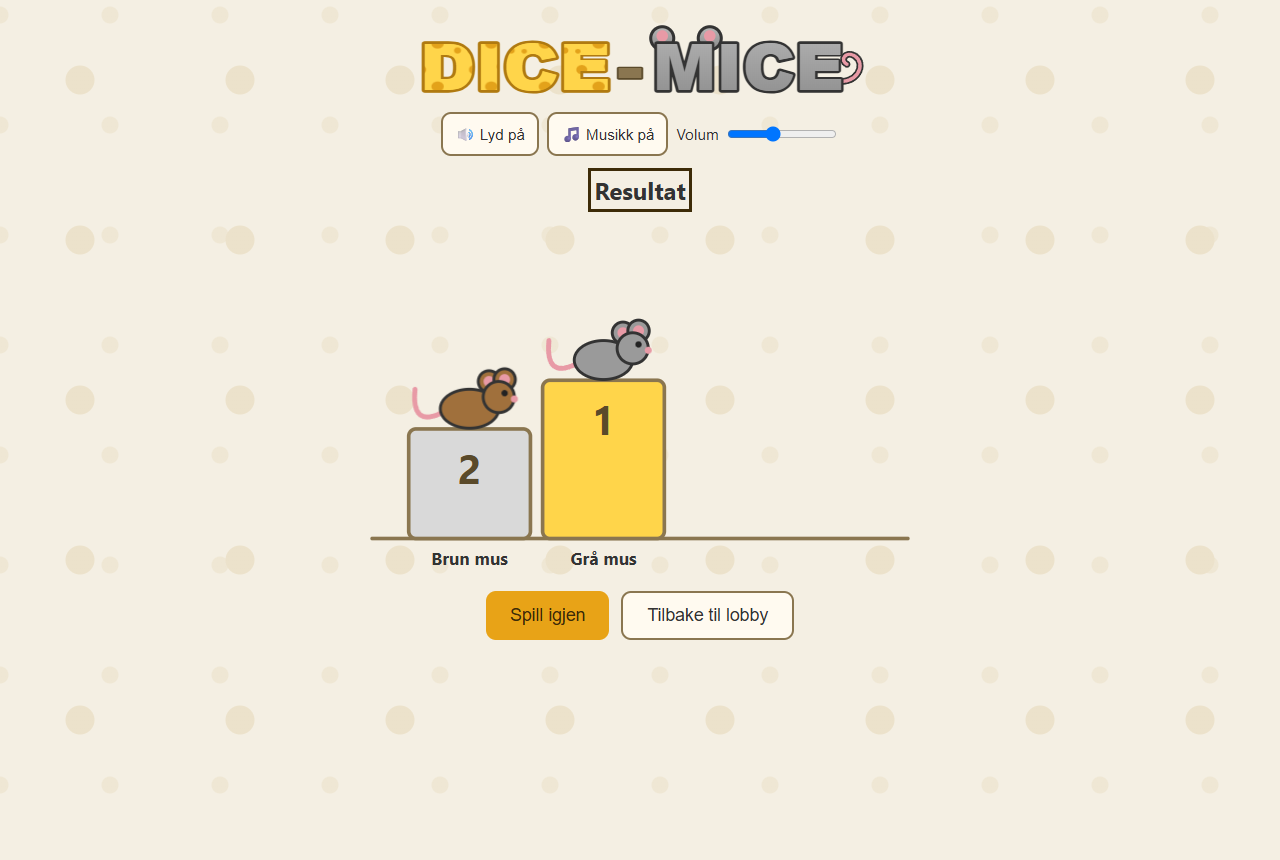 DICE-MICE
Lyd på Musikk på Volum
Resultat
1
2
Brun mus Grå mus
Spill igjen Tilbake til lobby